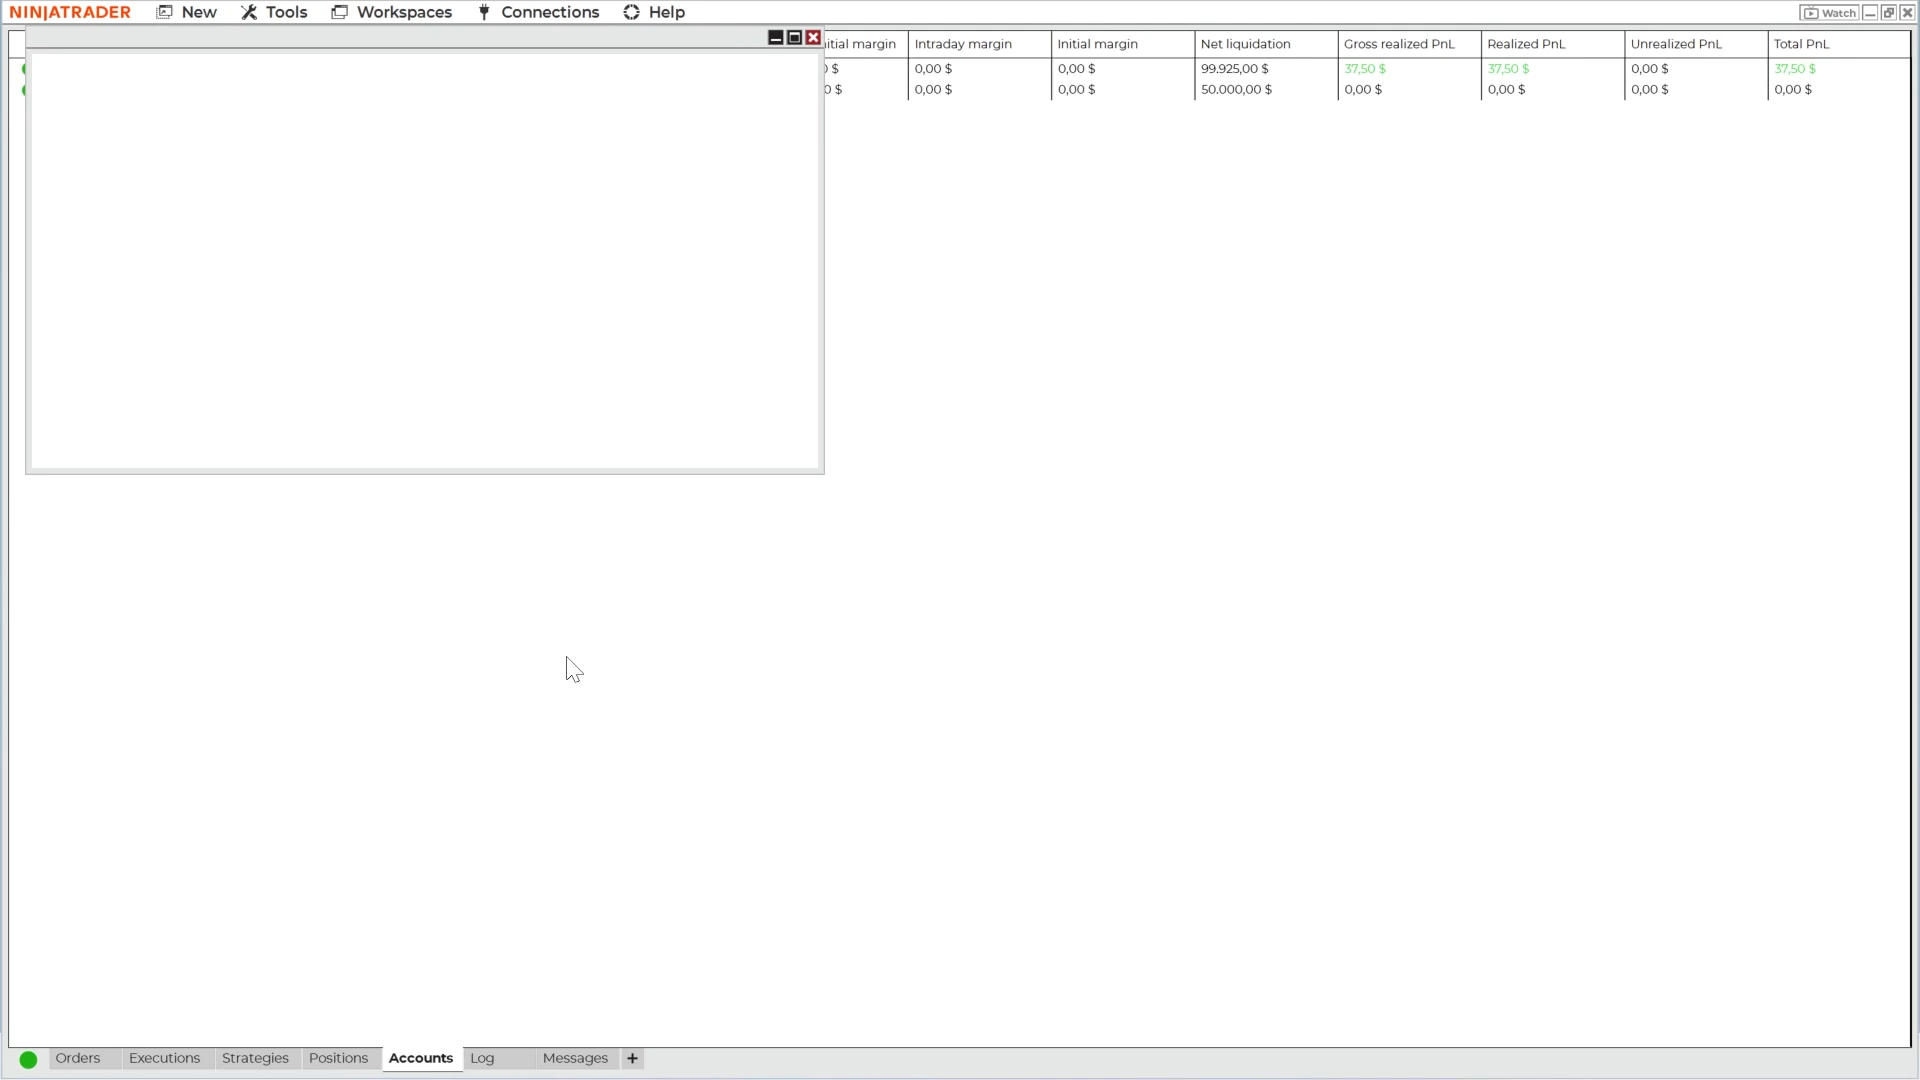 NINJATRADER New Tools Workspaces Connections Help Watch
Initial margin Intraday margin Initial margin Net liquidation Gross realized PnL Realized PnL Unrealized PnL Total PnL
0 $ 0,00 $ 0,00 $ 99.925,00 $ 37,50 $ 37,50 $ 0,00 $ 37,50 $
0 $ 0,00 $ 0,00 $ 50.000,00 $ 0,00 $ 0,00 $ 0,00 $ 0,00 $
Orders Executions Strategies Positions Accounts Log Messages +